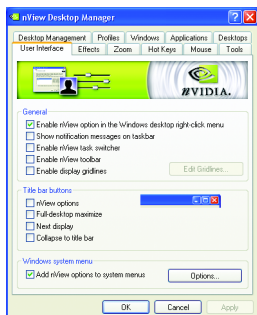 nView Desktop Manager
Desktop Management Profiles Windows Applications Desktops
User Interface Effects Zoom Hot Keys Mouse Tools
nVIDIA.
General
Enable nView option in the Windows desktop right-click menu
Show notification messages on taskbar
Enable nView task switcher
Enable nView toolbar
Enable display gridlines
Edit Gridlines...
Title bar buttons
nView options
Full-desktop maximize
Next display
Collapse to title bar
Windows system menu
Add nView options to system menus
Options...
OK Cancel Apply